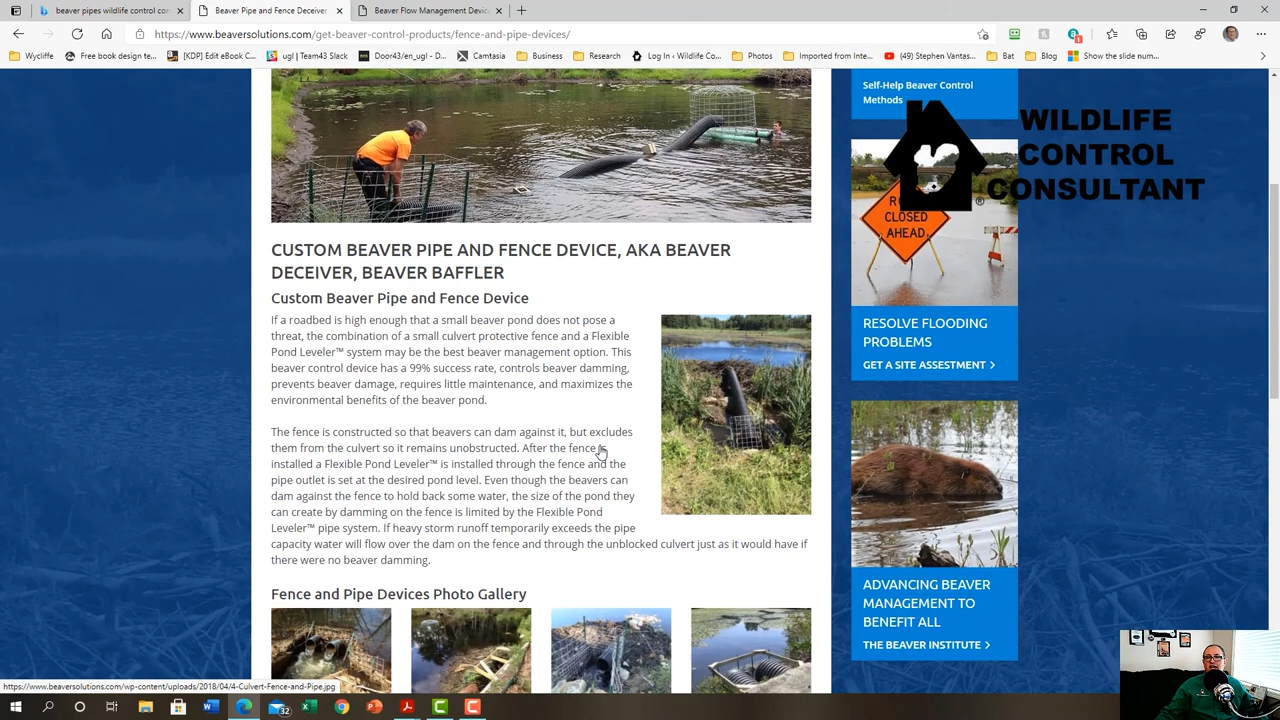 beaver pipes wildlife control con
Beaver Pipe and Fence Deceiver
Beaver Flow Management Device
https://www.beaversolutions.com/get-beaver-control-products/fence-and-pipe-devices/
Wycliffe
Free book design te...
[KDP] Edit eBook C...
ugl | Team43 Slack
Door43/en_ugl - D...
Camtasia
Business
Research
Log In ‹ Wildlife Co...
Photos
Imported from Inte...
(49) Stephen Vantas...
Bat
Blog
Show the slide num...
Self-Help Beaver Control
Methods
WILDLIFE
CONTROL
CONSULTANT
®
CLOSED
AHEAD
CUSTOM BEAVER PIPE AND FENCE DEVICE, AKA BEAVER
DECEIVER, BEAVER BAFFLER
Custom Beaver Pipe and Fence Device
If a roadbed is high enough that a small beaver pond does not pose a
threat, the combination of a small culvert protective fence and a Flexible
Pond Leveler™ system may be the best beaver management option. This
beaver control device has a 99% success rate, controls beaver damming,
prevents beaver damage, requires little maintenance, and maximizes the
environmental benefits of the beaver pond.
The fence is constructed so that beavers can dam against it, but excludes
them from the culvert so it remains unobstructed. After the fence is
installed a Flexible Pond Leveler™ is installed through the fence and the
pipe outlet is set at the desired pond level. Even though the beavers can
dam against the fence to hold back some water, the size of the pond they
can create by damming on the fence is limited by the Flexible Pond
Leveler™ pipe system. If heavy storm runoff temporarily exceeds the pipe
capacity water will flow over the dam on the fence and through the unblocked culvert just as it would have if
there were no beaver damming.
Fence and Pipe Devices Photo Gallery
RESOLVE FLOODING
PROBLEMS
GET A SITE ASSESTMENT >
ADVANCING BEAVER
MANAGEMENT TO
BENEFIT ALL
THE BEAVER INSTITUTE >
https://www.beaversolutions.com/wp-content/uploads/2018/04/4-Culvert-Fence-and-Pipe.jpg
32